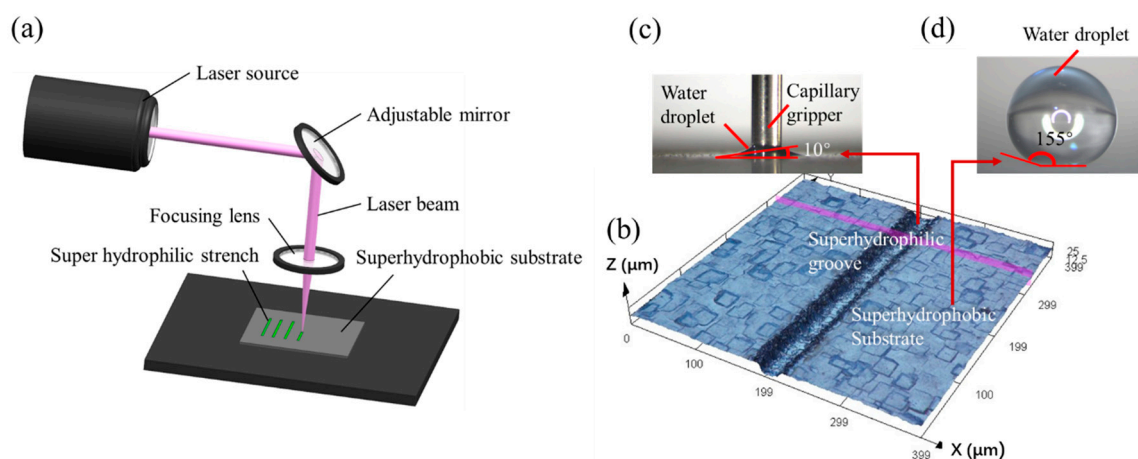 (a)
Laser source
Adjustable mirror
Laser beam
Focusing lens
Super hydrophilic strench
Superhydrophobic substrate
(c)
Water
droplet
Capillary
gripper
10°
(d)
Water droplet
155°
(b)
Z (μm)
Superhydrophilic
groove
Superhydrophobic
Substrate
0
100
199
299
399
X (μm)
100
199
299
399
25
12.5